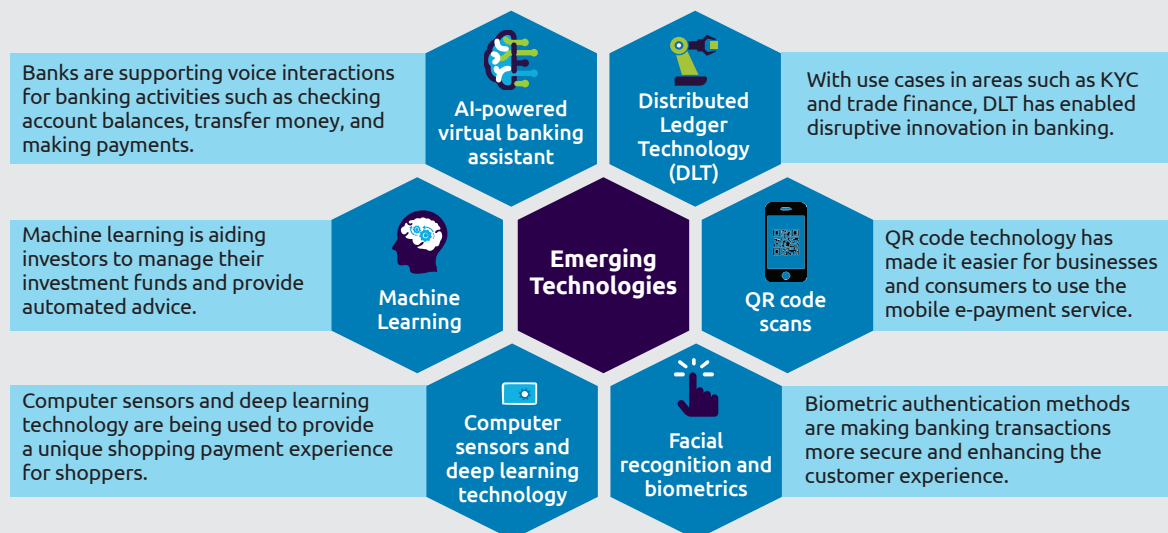 Banks are supporting voice interactions
for banking activities such as checking
account balances, transfer money, and
making payments.
AI-powered
virtual banking
assistant
Distributed
Ledger
Technology
(DLT)
With use cases in areas such as KYC
and trade finance, DLT has enabled
disruptive innovation in banking.
Machine learning is aiding
investors to manage their
investment funds and provide
automated advice.
Machine
Learning
Emerging
Technologies
QR code
scans
QR code technology has
made it easier for businesses
and consumers to use the
mobile e-payment service.
Computer sensors and deep learning
technology are being used to provide
a unique shopping payment experience
for shoppers.
Computer
sensors and
deep learning
technology
Facial
recognition and
biometrics
Biometric authentication methods
are making banking transactions
more secure and enhancing the
customer experience.